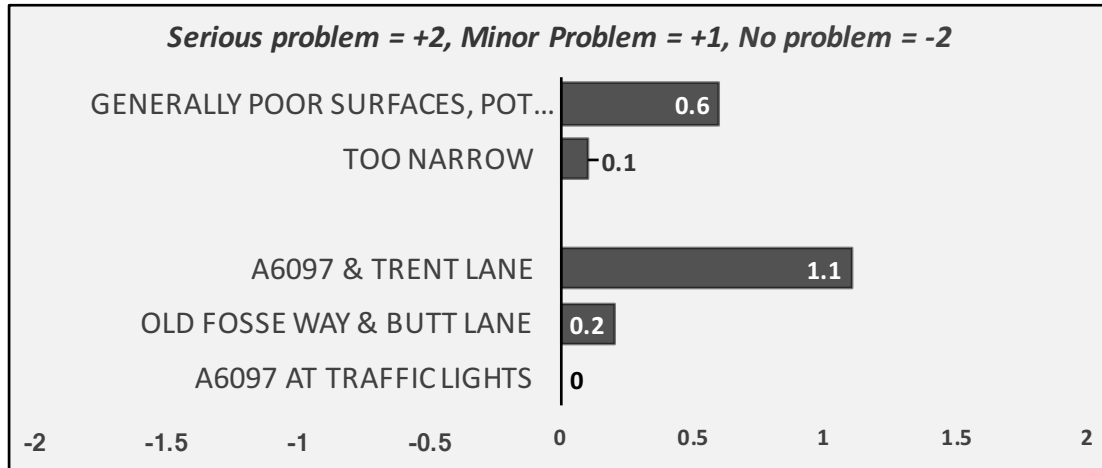 Serious problem = +2, Minor Problem = +1, No problem = -2
GENERALLY POOR SURFACES, POT... 0.6
TOO NARROW 0.1
A6097 & TRENT LANE 1.1
OLD FOSSE WAY & BUTT LANE 0.2
A6097 AT TRAFFIC LIGHTS 0
-2 -1.5 -1 -0.5 0 0.5 1 1.5 2